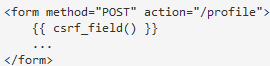 <form method="POST" action="/profile">
    {{ csrf_field() }}
    ...
</form>